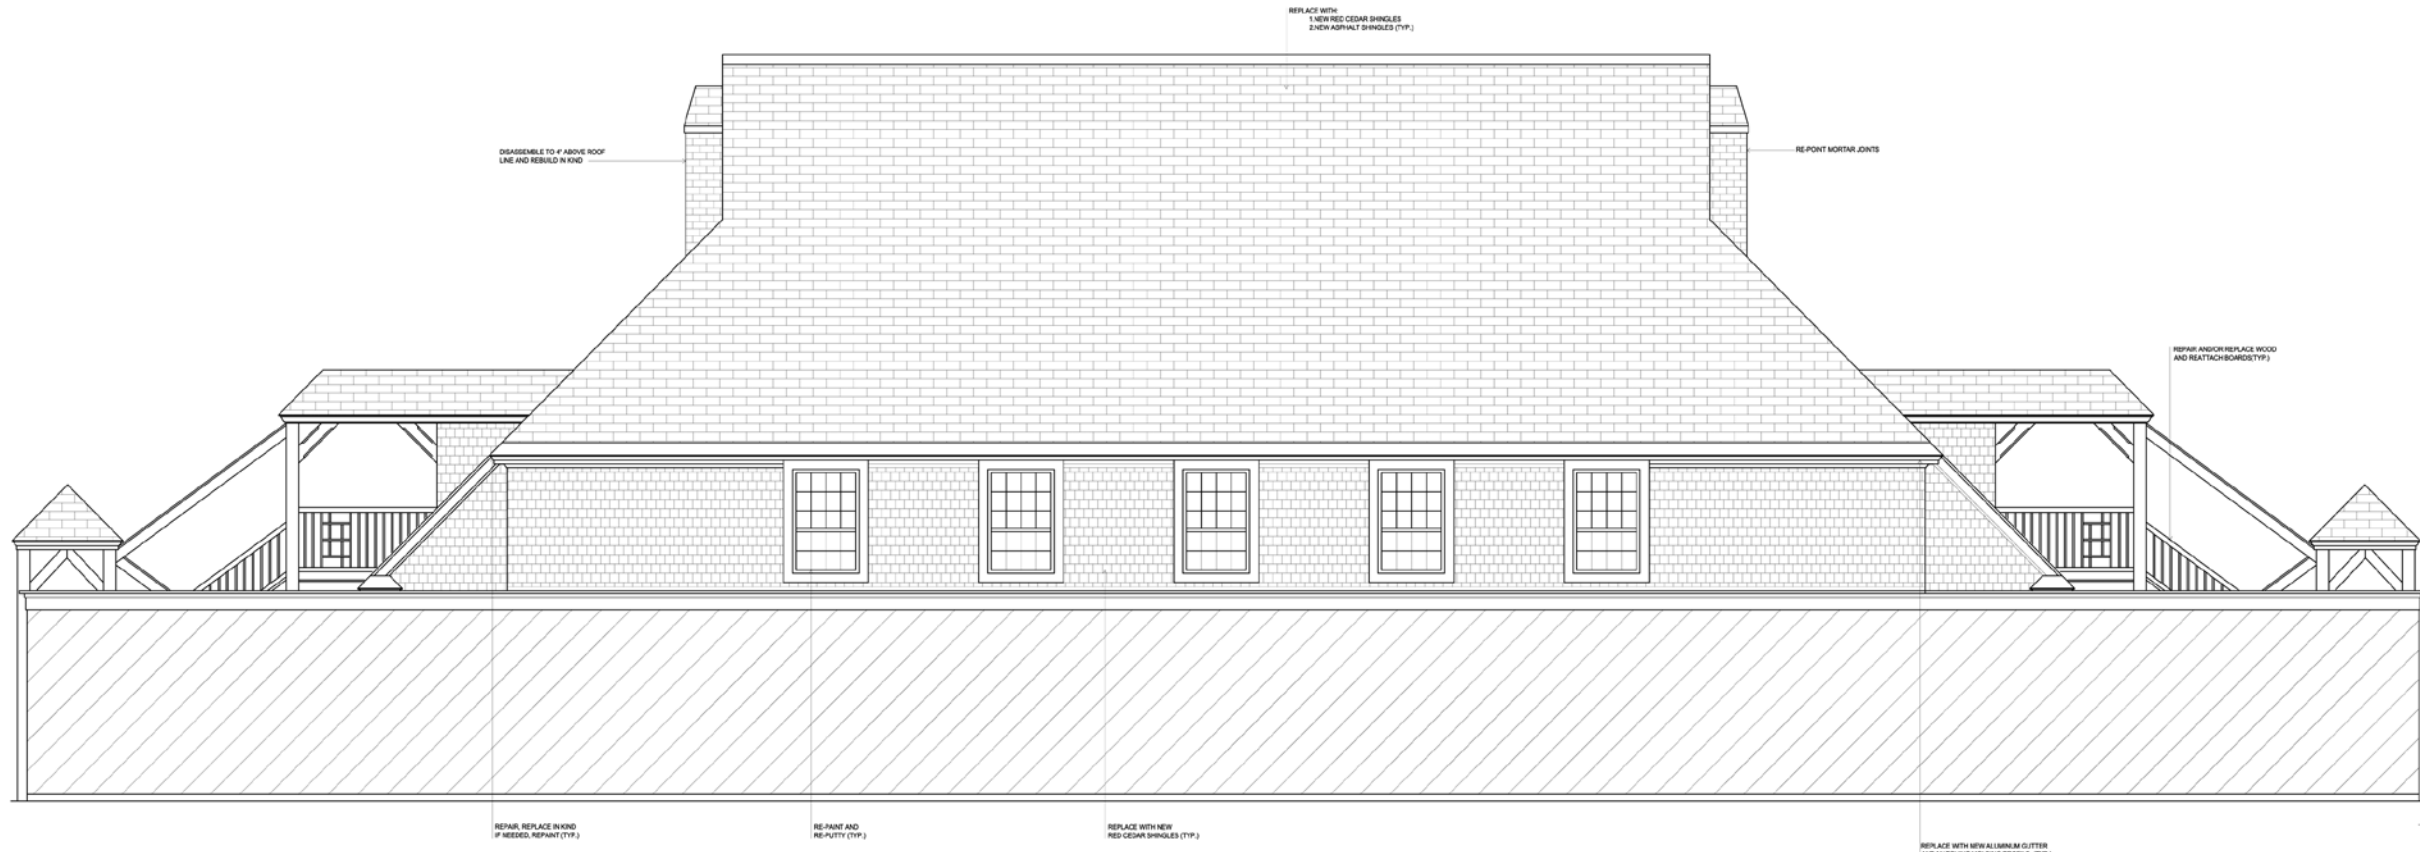 REPLACE WITH:
1.NEW RED CEDAR SHINGLES
2.NEW ASPHALT SHINGLES (TYP.)
DISASSEMBLE TO 4" ABOVE ROOF
LINE AND REBUILD IN KIND
RE-POINT MORTAR JOINTS
REPAIR AND/OR REPLACE WOOD
AND REATTACH BOARDS(TYP.)
REPAIR, REPLACE IN KIND
IF NEEDED, REPAINT (TYP.)
RE-PAINT AND
RE-PUTTY (TYP.)
REPLACE WITH NEW
RED CEDAR SHINGLES (TYP.)
REPLACE WITH NEW ALUMINUM GUTTER